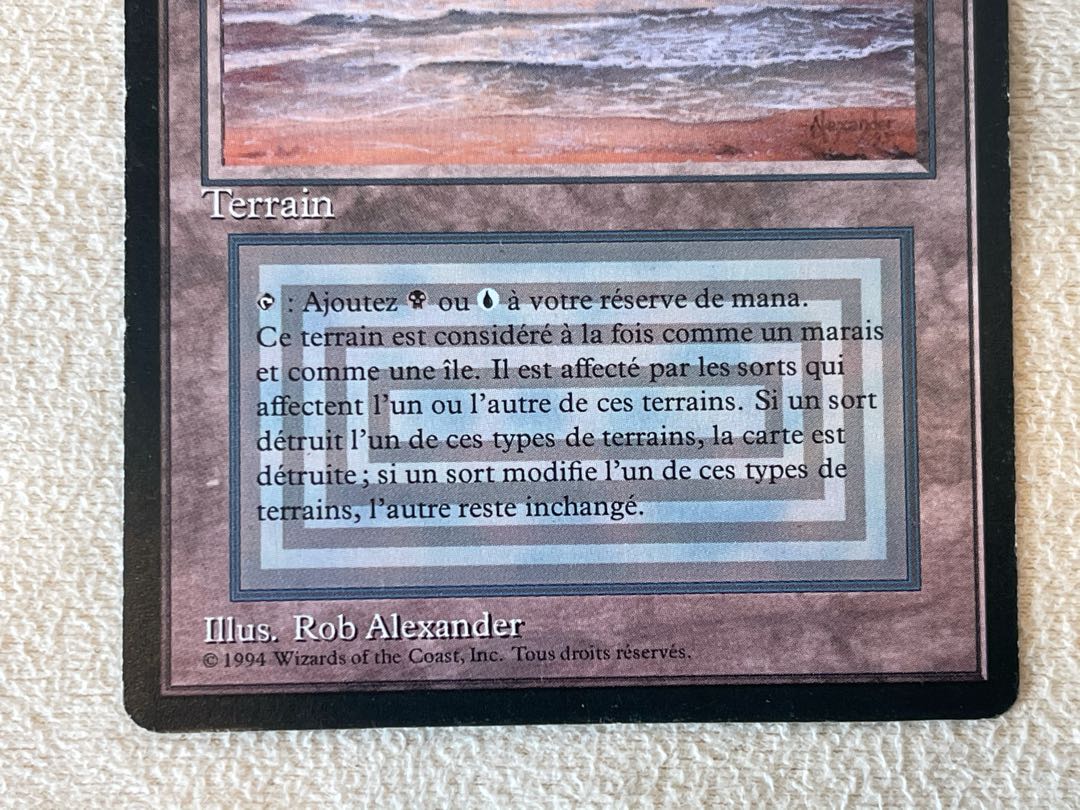 Alexander
Terrain
: Ajoutez ou à votre réserve de mana.
Ce terrain est considéré à la fois comme un marais
et comme une île. Il est affecté par les sorts qui
affectent l'un ou l'autre de ces terrains. Si un sort
détruit l'un de ces types de terrains, la carte est
détruite ; si un sort modifie l'un de ces types de
terrains, l'autre reste inchangé.
Illus. Rob Alexander
© 1994 Wizards of the Coast, Inc. Tous droits réservés.